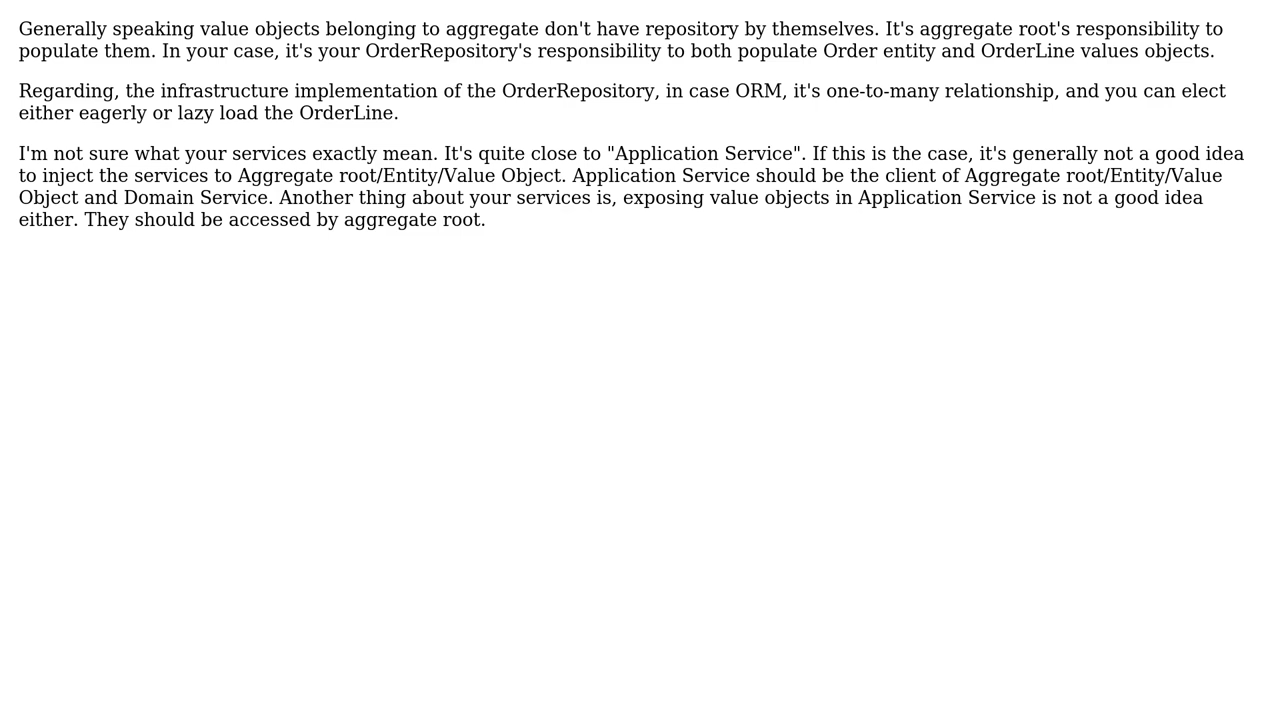 Generally speaking value objects belonging to aggregate don't have repository by themselves. It's aggregate root's responsibility to
populate them. In your case, it's your OrderRepository's responsibility to both populate Order entity and OrderLine values objects.
Regarding, the infrastructure implementation of the OrderRepository, in case ORM, it's one-to-many relationship, and you can elect
either eagerly or lazy load the OrderLine.
I'm not sure what your services exactly mean. It's quite close to "Application Service". If this is the case, it's generally not a good idea
to inject the services to Aggregate root/Entity/Value Object. Application Service should be the client of Aggregate root/Entity/Value
Object and Domain Service. Another thing about your services is, exposing value objects in Application Service is not a good idea
either. They should be accessed by aggregate root.